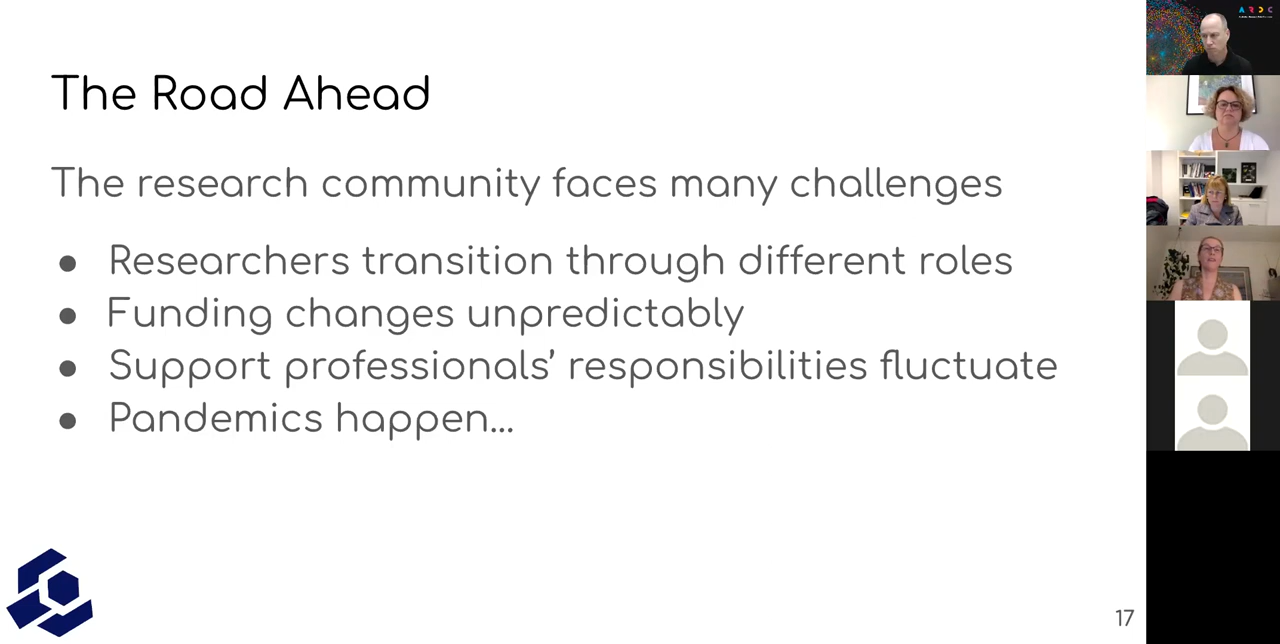 The Road Ahead
The research community faces many challenges
● Researchers transition through different roles
● Funding changes unpredictably
● Support professionals’ responsibilities fluctuate
● Pandemics happen...
17
ARDC